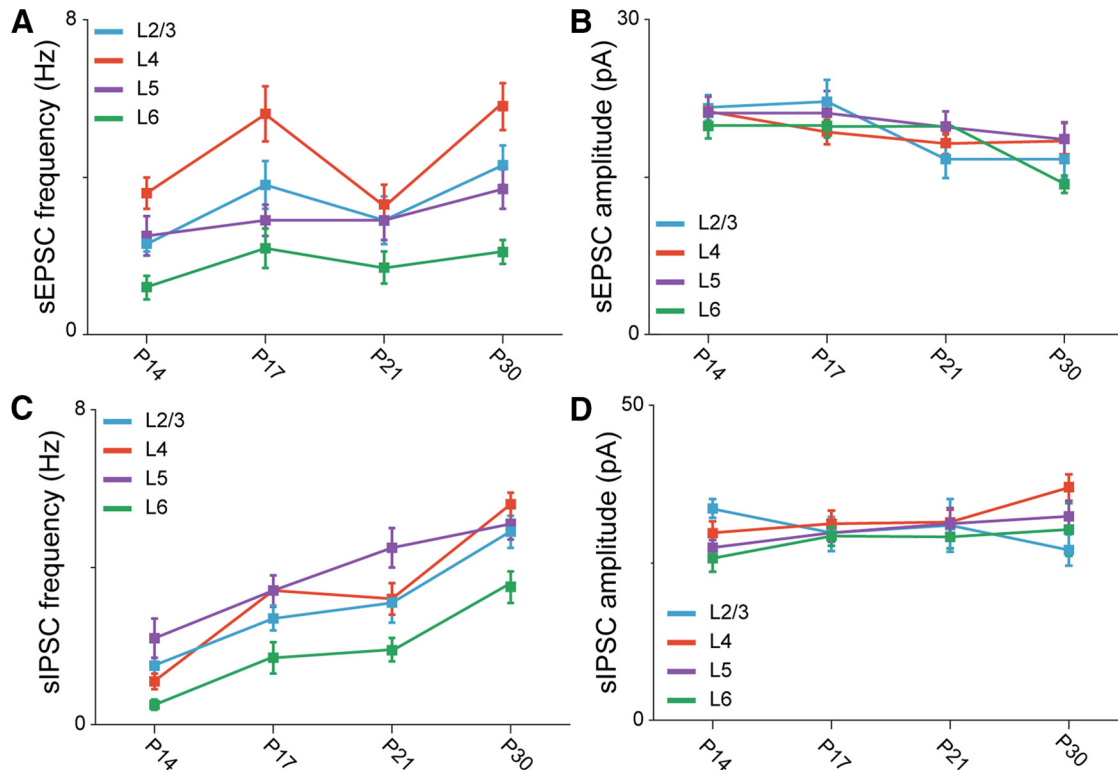 A
8
sEPSC frequency (Hz)
0
L2/3
L4
L5
L6
P14
P17
P21
P30
B
30
sEPSC amplitude (pA)
0
L2/3
L4
L5
L6
P14
P17
P21
P30
C
8
sIPSC frequency (Hz)
0
L2/3
L4
L5
L6
P14
P17
P21
P30
D
50
sIPSC amplitude (pA)
0
L2/3
L4
L5
L6
P14
P17
P21
P30